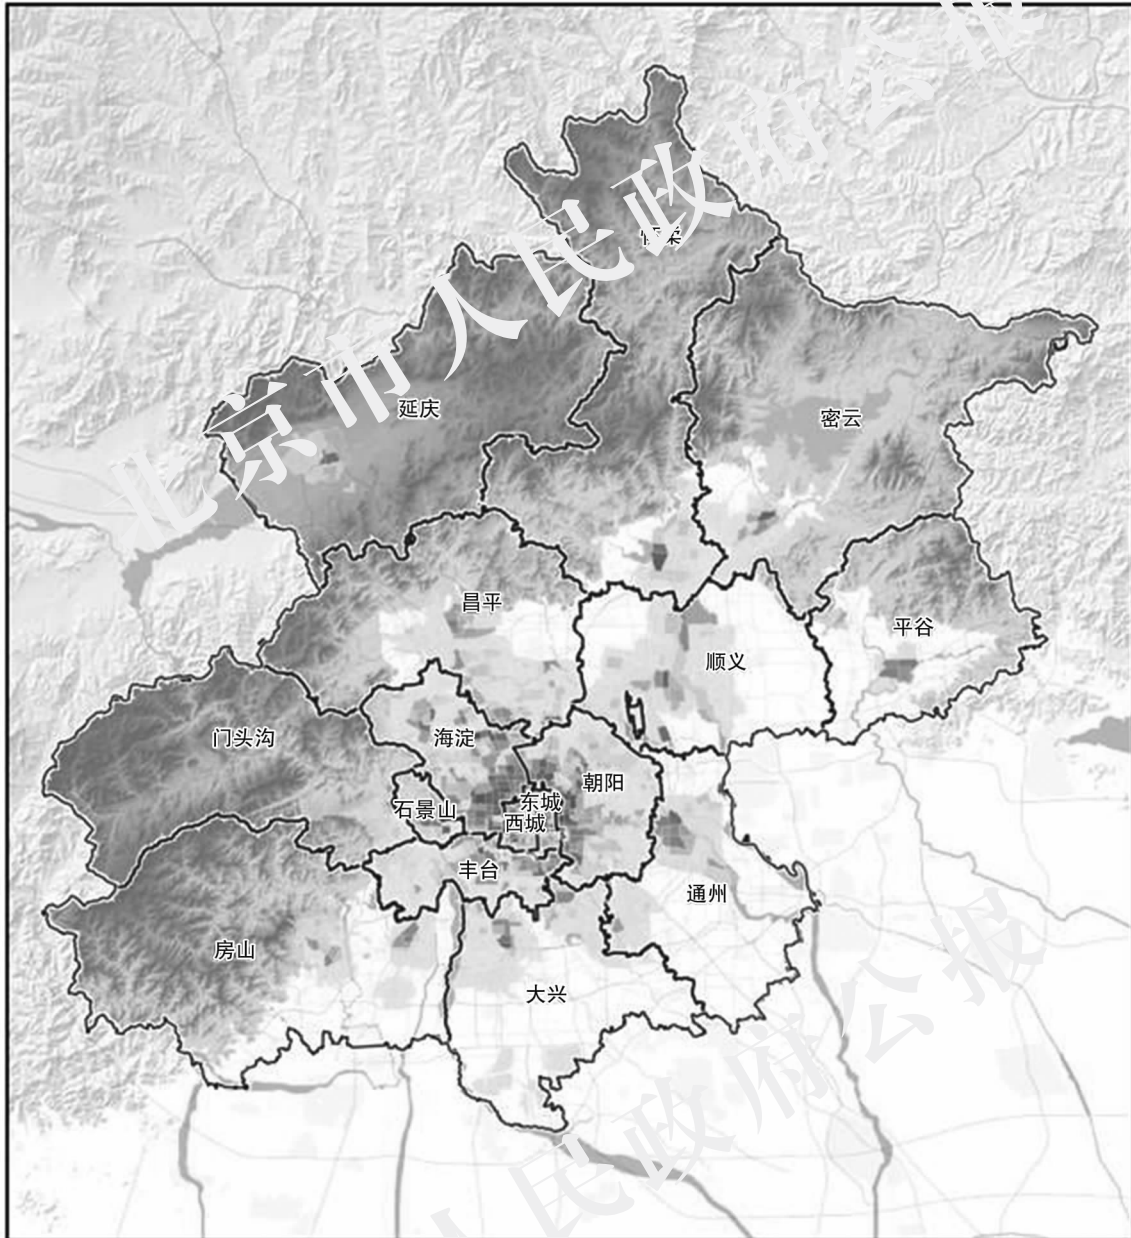 北京市人民政府公报
怀柔
延庆
密云
昌平
平谷
顺义
门头沟
海淀
朝阳
石景山
东城
西城
丰台
通州
房山
大兴
人民政府公报